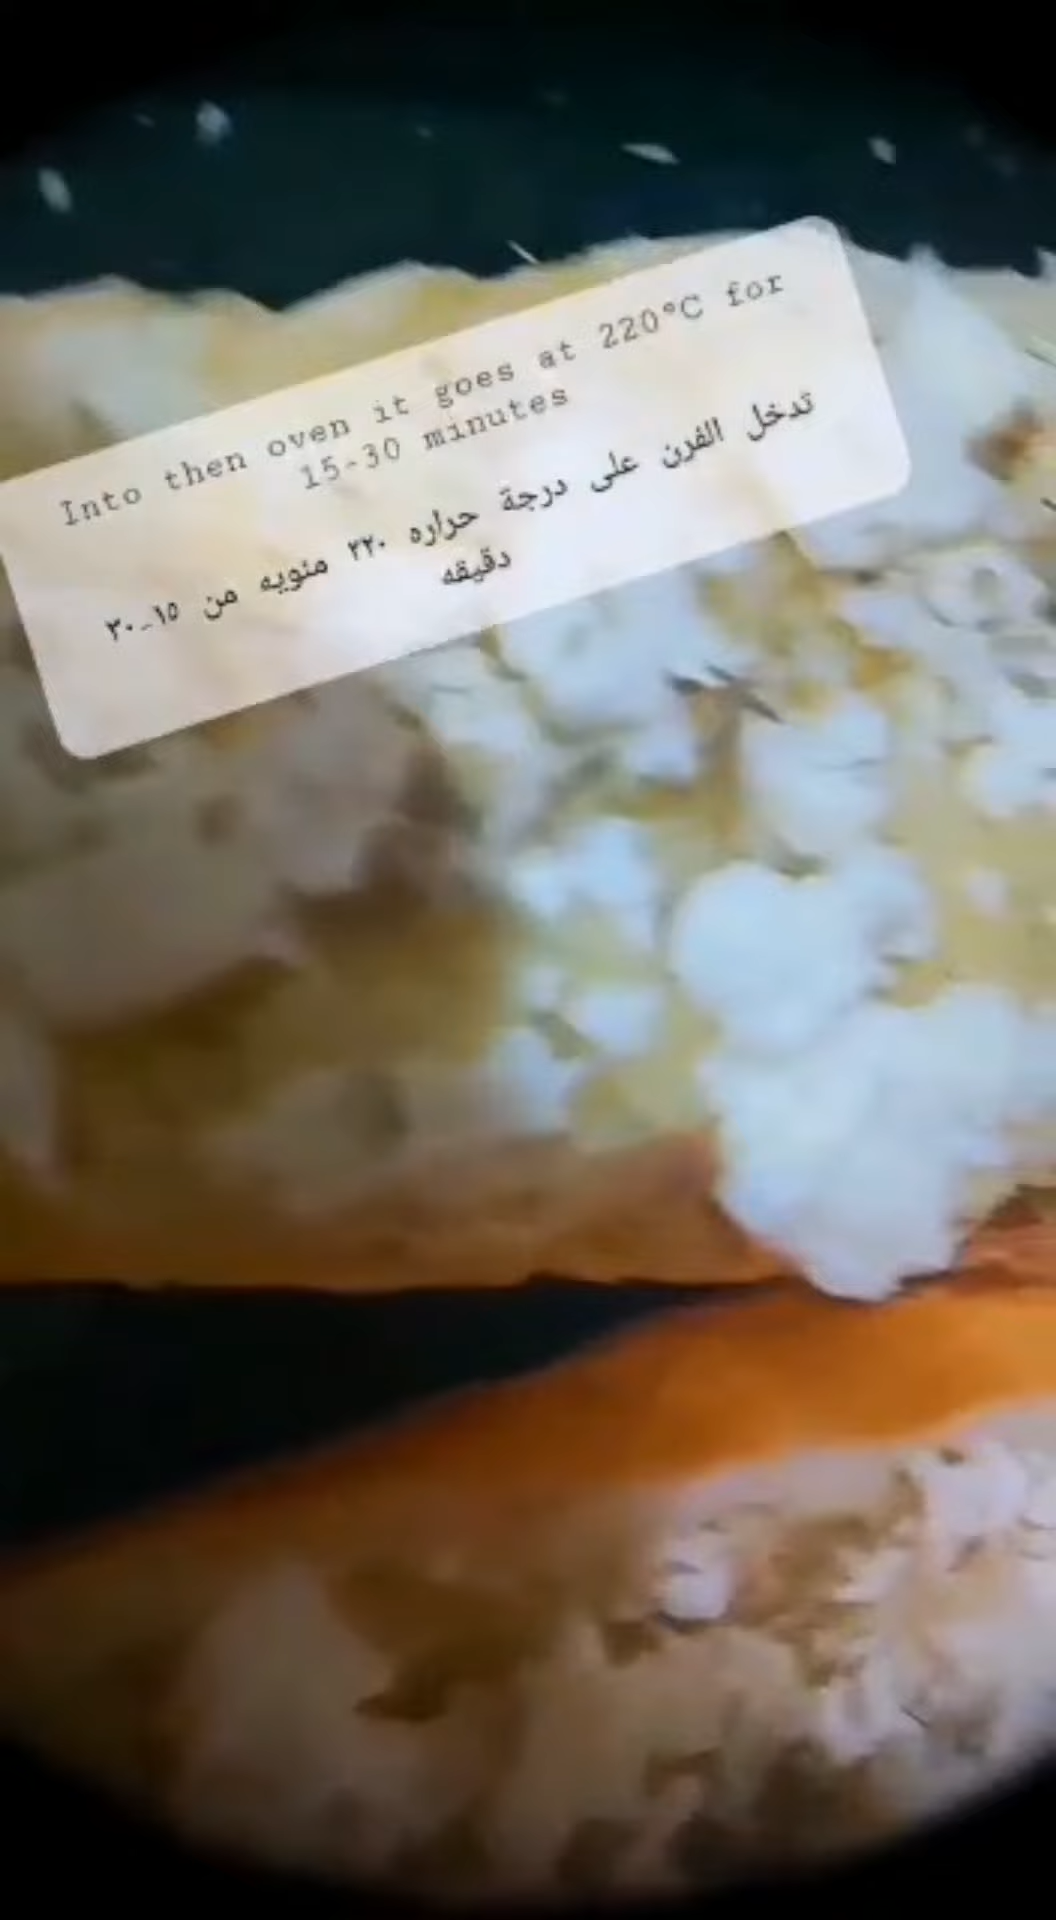 Into then oven it goes at 220°C for
15-30 minutes
تدخل الفرن على درجة حراره ٢٢٠ منويه من ١٥_٣٠
دقيقه